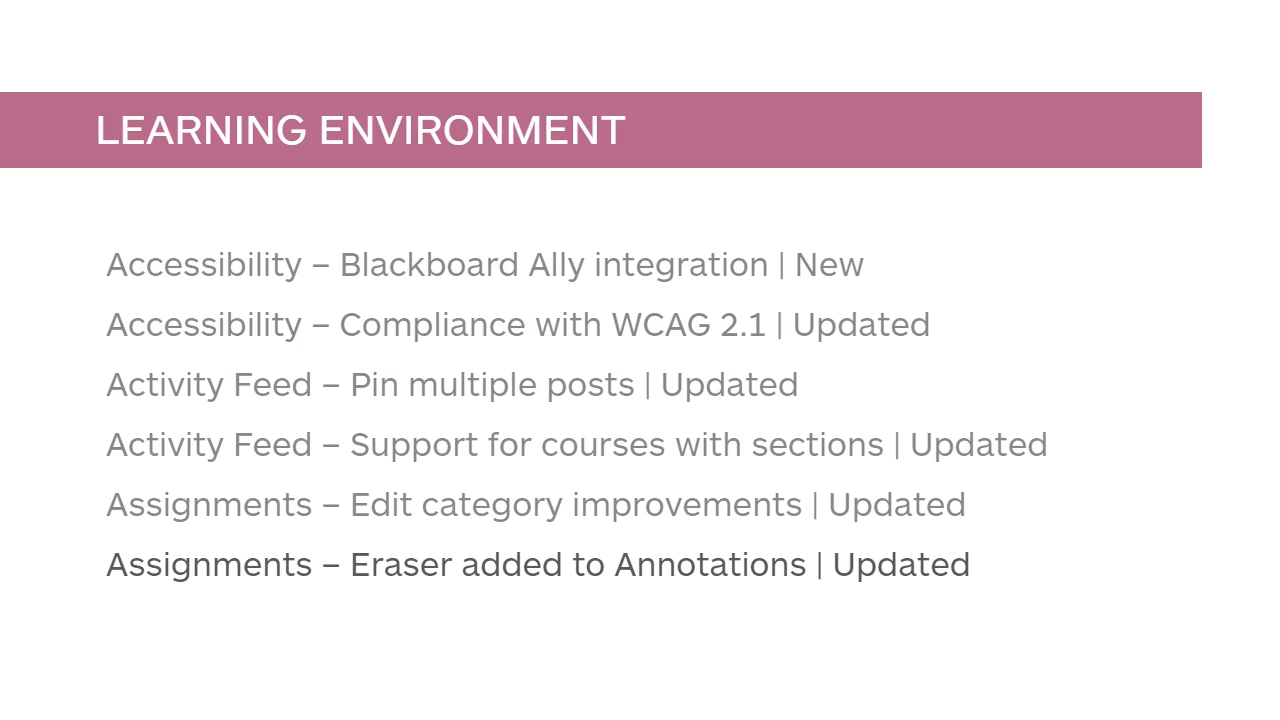 LEARNING ENVIRONMENT
Accessibility – Blackboard Ally integration | New
Accessibility – Compliance with WCAG 2.1 | Updated
Activity Feed – Pin multiple posts | Updated
Activity Feed – Support for courses with sections | Updated
Assignments – Edit category improvements | Updated
Assignments – Eraser added to Annotations | Updated